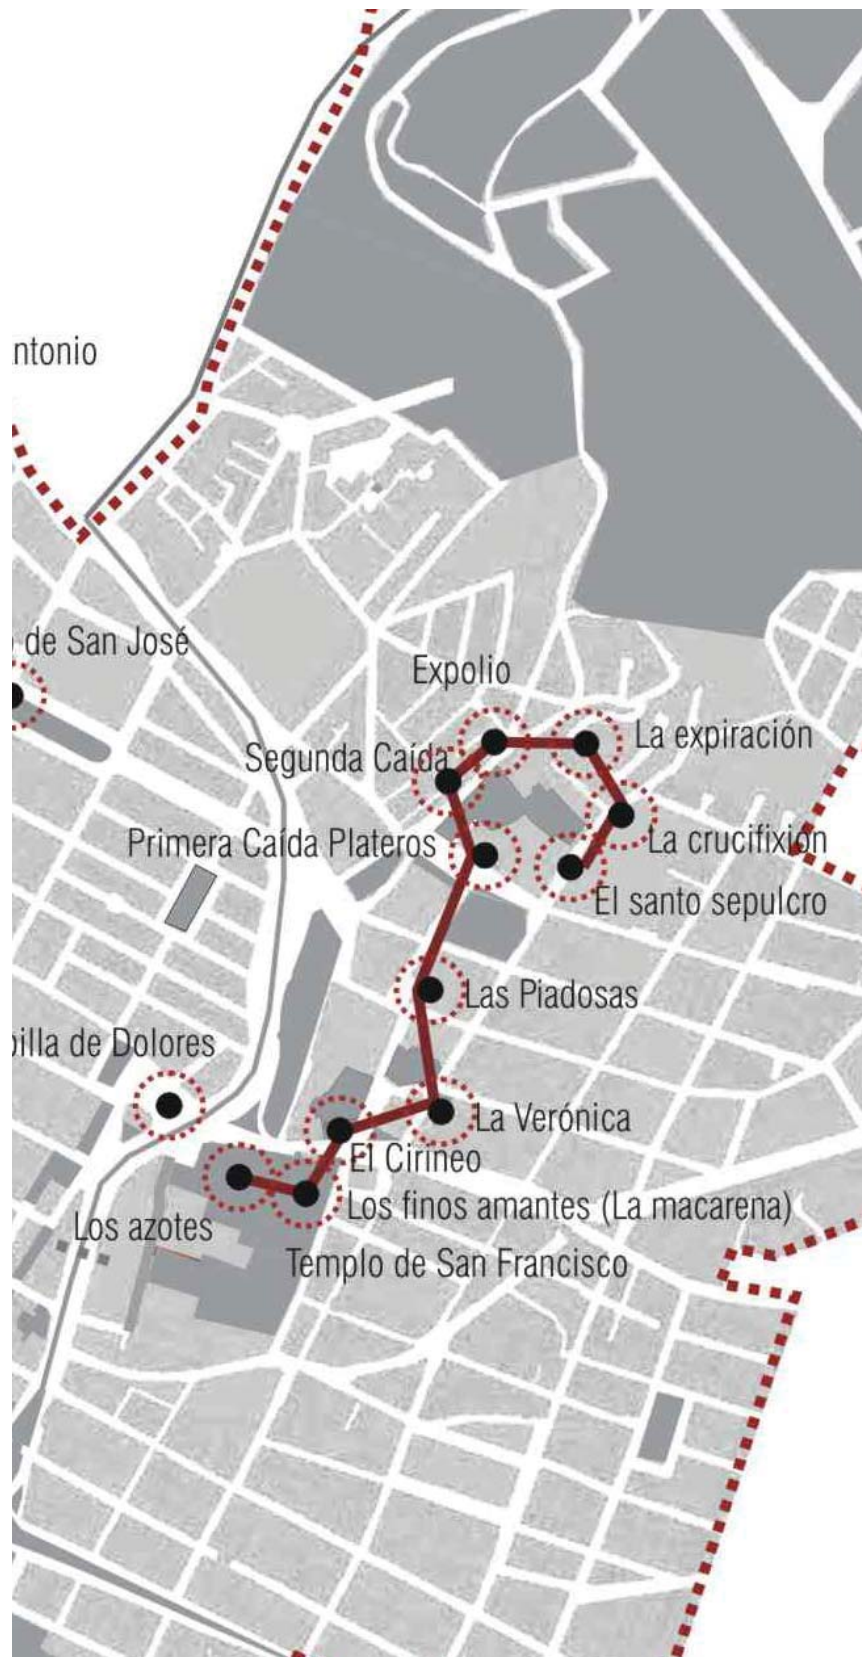 ntonio
de San José
Expolio
La expiración
Segunda Caída
Primera Caída Plateros
La crucifixión
El santo sepulcro
Las Piadosas
pilla de Dolores
La Verónica
El Cirineo
Los finos amantes (La macarena)
Los azotes
Templo de San Francisco